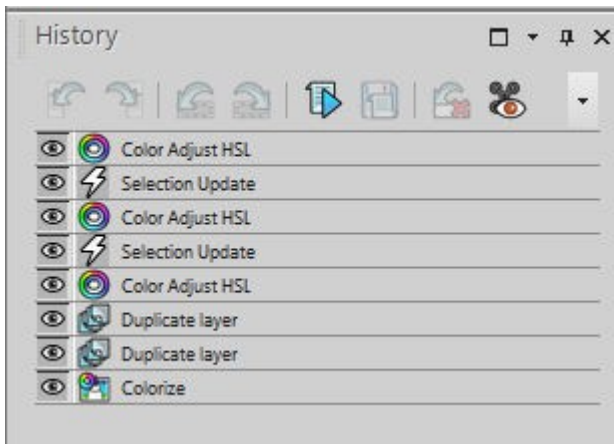 History
Color Adjust HSL
Selection Update
Color Adjust HSL
Selection Update
Color Adjust HSL
Duplicate layer
Duplicate layer
Colorize